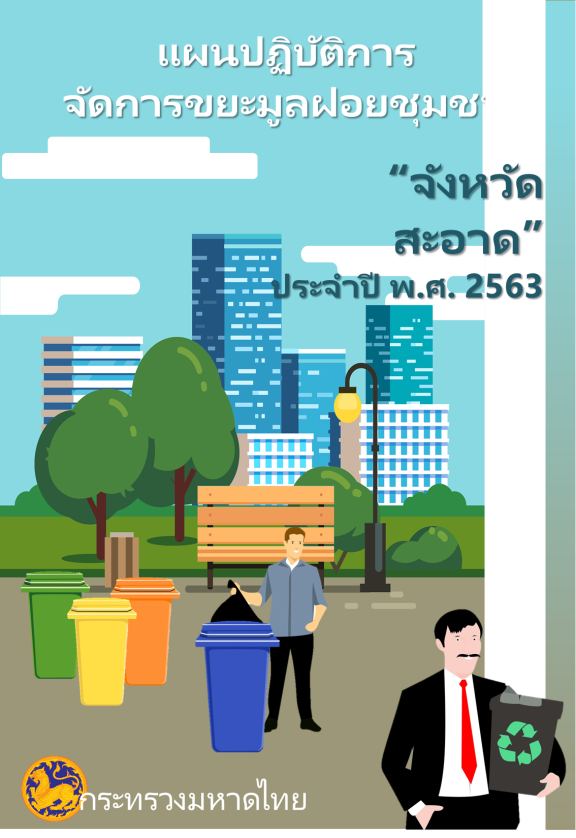 แผนปฏิบัติการ
จัดการขยะมูลฝอยชุมชน
“จังหวัด
สะอาด”
ประจำปี พ.ศ. 2563
กระทรวงมหาดไทย